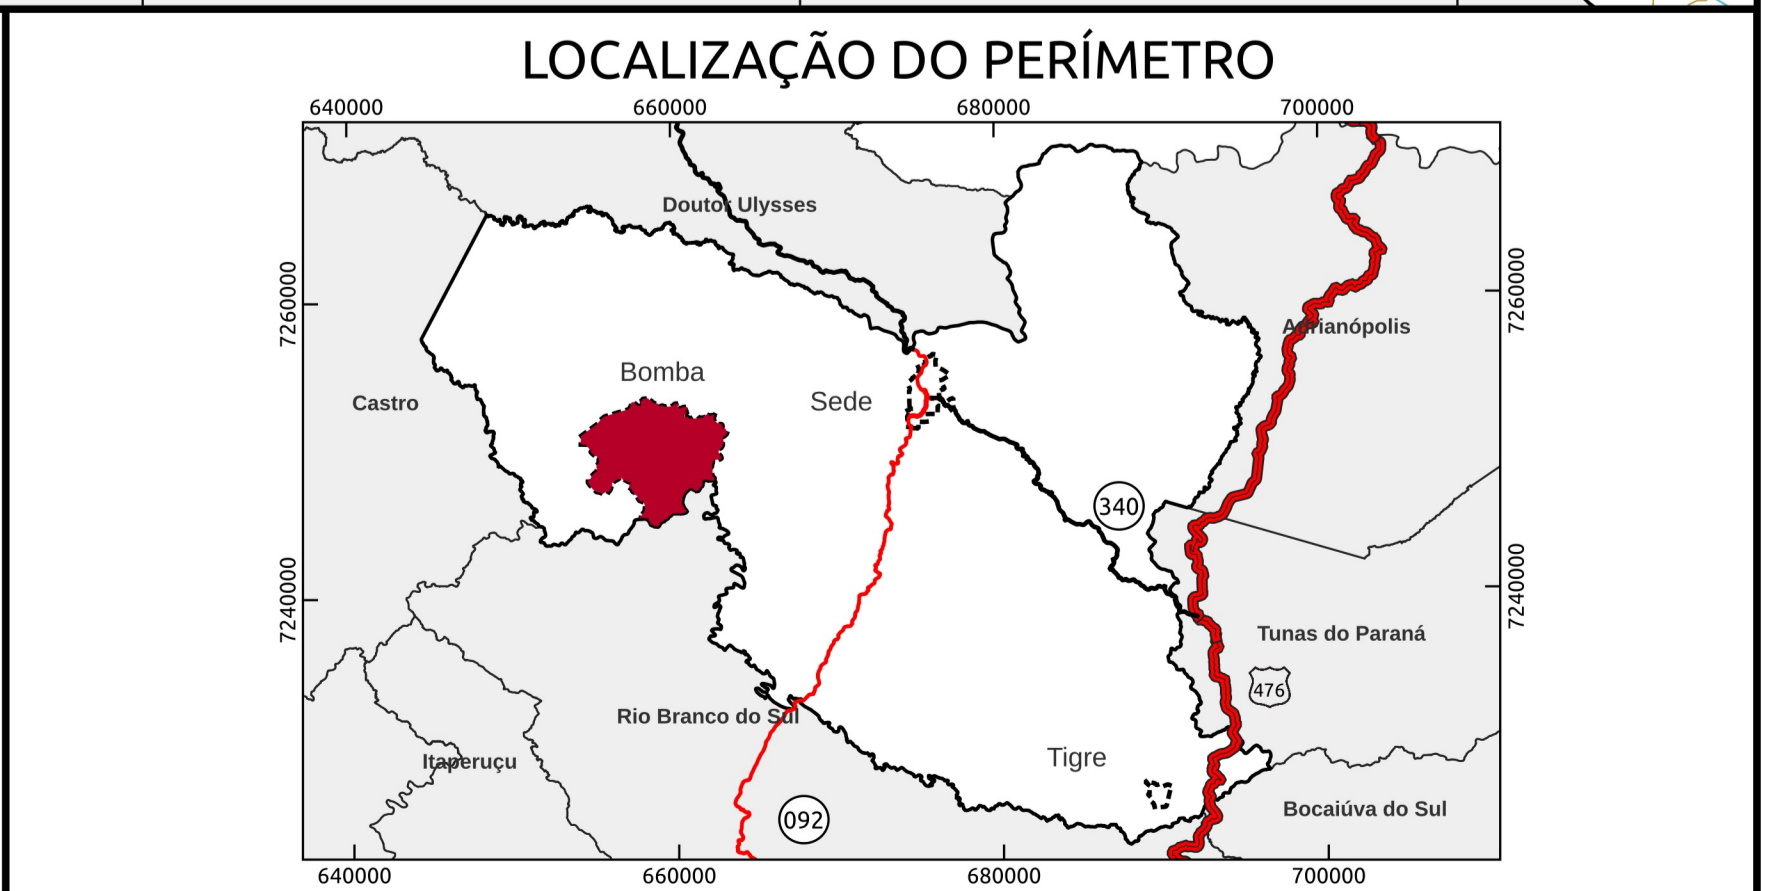 LOCALIZAÇÃO DO PERÍMETRO
640000 660000 680000 700000
Doutor Ulysses
7260000 7260000
Adrianópolis
Bomba
Castro
Sede
340
7240000 7240000
Tunas do Paraná
476
Rio Branco do Sul
Itaperuçu
Tigre
Bocaiúva do Sul
092
640000 660000 680000 700000